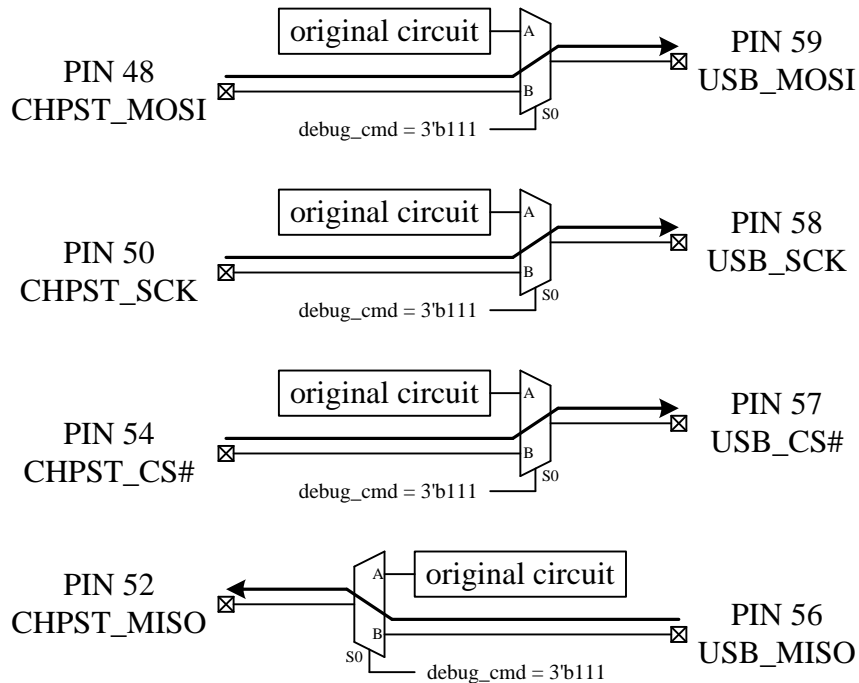 original circuit
A
PIN 48
CHPST_MOSI
B
PIN 59
USB_MOSI
S0
debug_cmd = 3'b111
original circuit
A
PIN 50
CHPST_SCK
B
PIN 58
USB_SCK
S0
debug_cmd = 3'b111
original circuit
A
PIN 54
CHPST_CS#
B
PIN 57
USB_CS#
S0
debug_cmd = 3'b111
PIN 52
CHPST_MISO
A
original circuit
B
PIN 56
USB_MISO
S0
debug_cmd = 3'b111